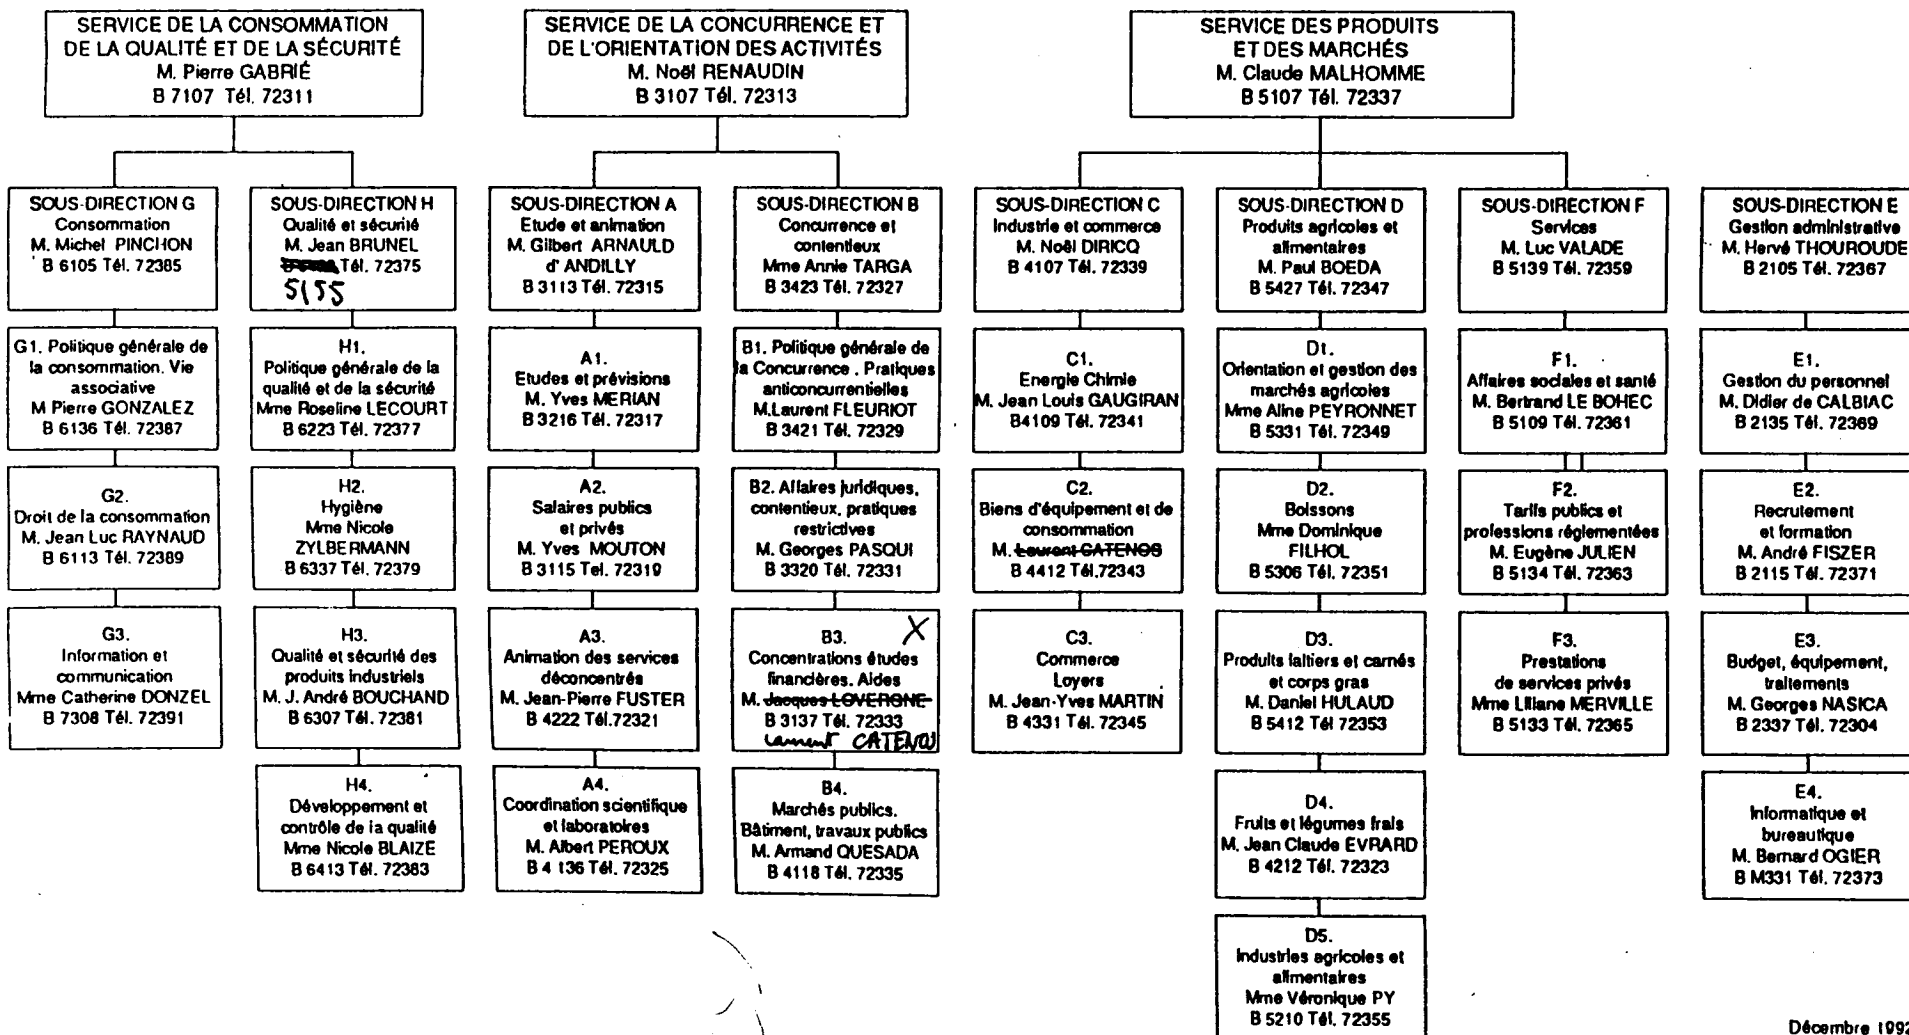 SERVICE DE LA CONSOMMATION
DE LA QUALITÉ ET DE LA SÉCURITÉ
M. Pierre GABRIÉ
B 7107 Tél. 72311
SERVICE DE LA CONCURRENCE ET
DE L'ORIENTATION DES ACTIVITÉS
M. Noël RENAUDIN
B 3107 Tél. 72313
SERVICE DES PRODUITS
ET DES MARCHÉS
M. Claude MALHOMME
B 5107 Tél. 72337
SOUS-DIRECTION G
Consommation
M. Michel PINCHON
B 6105 Tél. 72385
SOUS-DIRECTION H
Qualité et sécurité
M. Jean BRUNEL
Tél. 72375
5155
SOUS-DIRECTION A
Etude et animation
M. Gilbert ARNAULD
d' ANDILLY
B 3113 Tél. 72315
SOUS-DIRECTION B
Concurrence et
contentieux
Mme Annie TARGA
B 3423 Tél. 72327
SOUS-DIRECTION C
Industrie et commerce
M. Noël DIRICQ
B 4107 Tél. 72339
SOUS-DIRECTION D
Produits agricoles et
alimentaires
M. Paul BOEDA
B 5427 Tél. 72347
SOUS-DIRECTION F
Services
M. Luc VALADE
B 5139 Tél. 72359
SOUS-DIRECTION E
Gestion administrative
M. Hervé THOUROUDE
B 2105 Tél. 72367
G1. Politique générale de
la consommation. Vie
associative
M Pierre GONZALEZ
B 6136 Tél. 72387
H1.
Politique générale de la
qualité et de la sécurité
Mme Roseline LECOURT
B 6223 Tél. 72377
A1.
Etudes et prévisions
M. Yves MERIAN
B 3216 Tél. 72317
B1. Politique générale de
la Concurrence . Pratiques
anticoncurrentielles
M.Laurent FLEURIOT
B 3421 Tél. 72329
C1.
Energie Chimie
M. Jean Louis GAUGIRAN
B4109 Tél. 72341
D1.
Orientation et gestion des
marchés agricoles
Mme Aline PEYRONNET
B 5331 Tél. 72349
F1.
Affaires sociales et santé
M. Bertrand LE BOHEC
B 5109 Tél. 72361
E1.
Gestion du personnel
M. Didier de CALBIAC
B 2135 Tél. 72369
G2.
Droit de la consommation
M. Jean Luc RAYNAUD
B 6113 Tél. 72389
H2.
Hygiène
Mme Nicole
ZYLBERMANN
B 6337 Tél. 72379
A2.
Salaires publics
et privés
M. Yves MOUTON
B 3115 Tel. 72319
B2. Affaires juridiques,
contentieux, pratiques
restrictives
M. Georges PASQUI
B 3320 Tél. 72331
C2.
Biens d'équipement et de
consommation
M. Laurent CATENOS
B 4412 Tél.72343
D2.
Boissons
Mme Dominique
FILHOL
B 5306 Tél. 72351
F2.
Tarifs publics et
professions réglementées
M. Eugène JULIEN
B 5134 Tél. 72363
E2.
Recrutement
et formation
M. André FISZER
B 2115 Tél. 72371
G3.
Information et
communication
Mme Catherine DONZEL
B 7308 Tél. 72391
H3.
Qualité et sécurité des
produits industriels
M. J. André BOUCHAND
B 6307 Tél. 72381
A3.
Animation des services
déconcentrés
M. Jean-Pierre FUSTER
B 4222 Tél.72321
B3. X
Concentrations études
financières. Aides
M. Jacques LOVERGNE
B 3137 Tél. 72333
Laurent CATENOS
C3.
Commerce
Loyers
M. Jean-Yves MARTIN
B 4331 Tél. 72345
D3.
Produits laitiers et carnés
et corps gras
M. Daniel HULAUD
B 5412 Tél 72353
F3.
Prestations
de services privés
Mme Liliane MERVILLE
B 5133 Tél. 72365
E3.
Budget, équipement,
traitements
M. Georges NASICA
B 2337 Tél. 72304
H4.
Développement et
contrôle de la qualité
Mme Nicole BLAIZE
B 6413 Tél. 72383
A4.
Coordination scientifique
et laboratoires
M. Albert PEROUX
B 4 136 Tél. 72325
B4.
Marchés publics.
Bâtiment, travaux publics
M. Armand QUESADA
B 4118 Tél. 72335
D4.
Fruits et légumes frais
M. Jean Claude EVRARD
B 4212 Tél. 72323
E4.
Informatique et
bureautique
M. Bernard OGIER
B M331 Tél. 72373
D5.
Industries agricoles et
alimentaires
Mme Véronique PY
B 5210 Tél. 72355
Décembre 1992